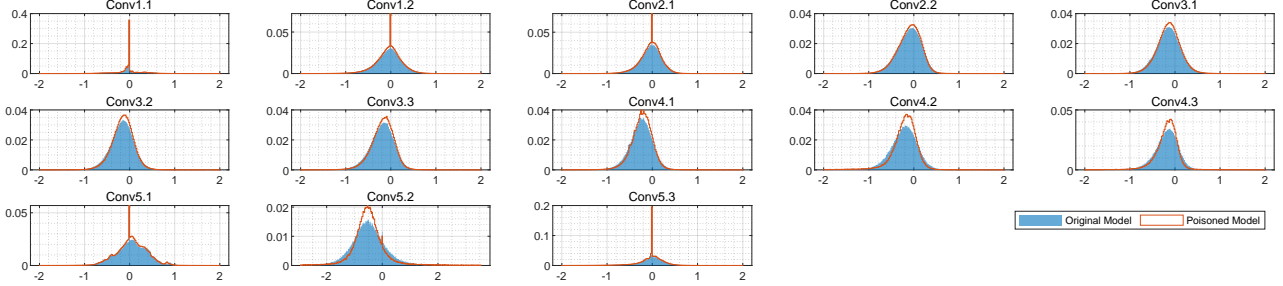 Conv1.1 Conv1.2 Conv2.1 Conv2.2 Conv3.1
0.4 0.2 0
0.05 0
0.05 0
0.04 0.02 0
0.04 0.02 0
-2 -1 0 1 2
-2 -1 0 1 2
-2 -1 0 1 2
-2 -1 0 1 2
-2 -1 0 1 2
Conv3.2 Conv3.3 Conv4.1 Conv4.2 Conv4.3
0.04 0.02 0
0.04 0.02 0
0.04 0.02 0
0.04 0.02 0
0.05 0
-2 -1 0 1 2
-2 -1 0 1 2
-2 -1 0 1 2
-2 -1 0 1 2
-2 -1 0 1 2
Conv5.1 Conv5.2 Conv5.3
0.05 0
0.02 0.01 0
0.2 0.1 0
-2 -1 0 1 2
-2 0 2
-2 -1 0 1 2
Original Model Poisoned Model